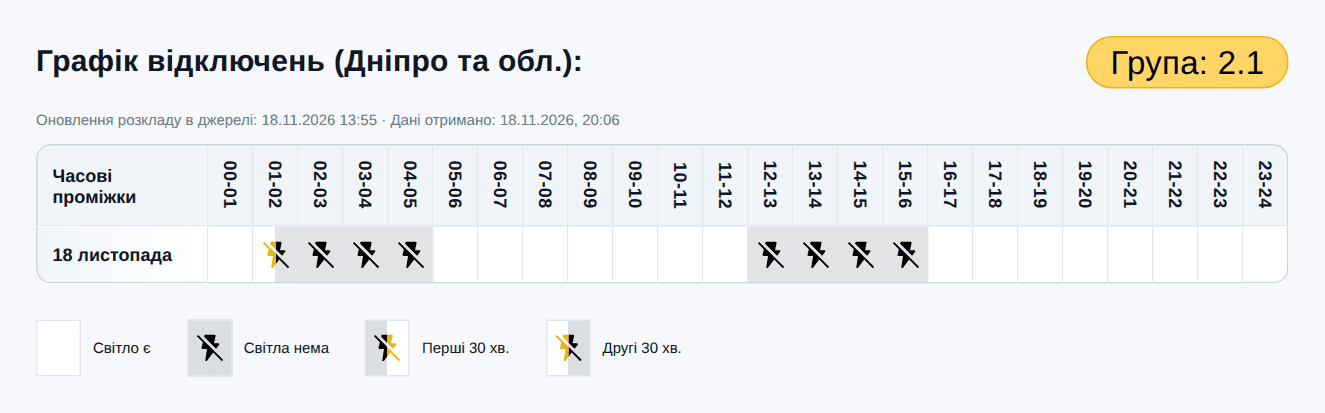 Графік відключень (Дніпро та обл.):
Група: 2.1
Оновлення розкладу в джерелі: 18.11.2026 13:55 · Дані отримано: 18.11.2026, 20:06
Часові проміжки 00-01 01-02 02-03 03-04 04-05 05-06 06-07 07-08 08-09 09-10 10-11 11-12 12-13 13-14 14-15 15-16 16-17 17-18 18-19 19-20 20-21 21-22 22-23 23-24
18 листопада
Світло є Світла нема Перші 30 хв. Другі 30 хв.